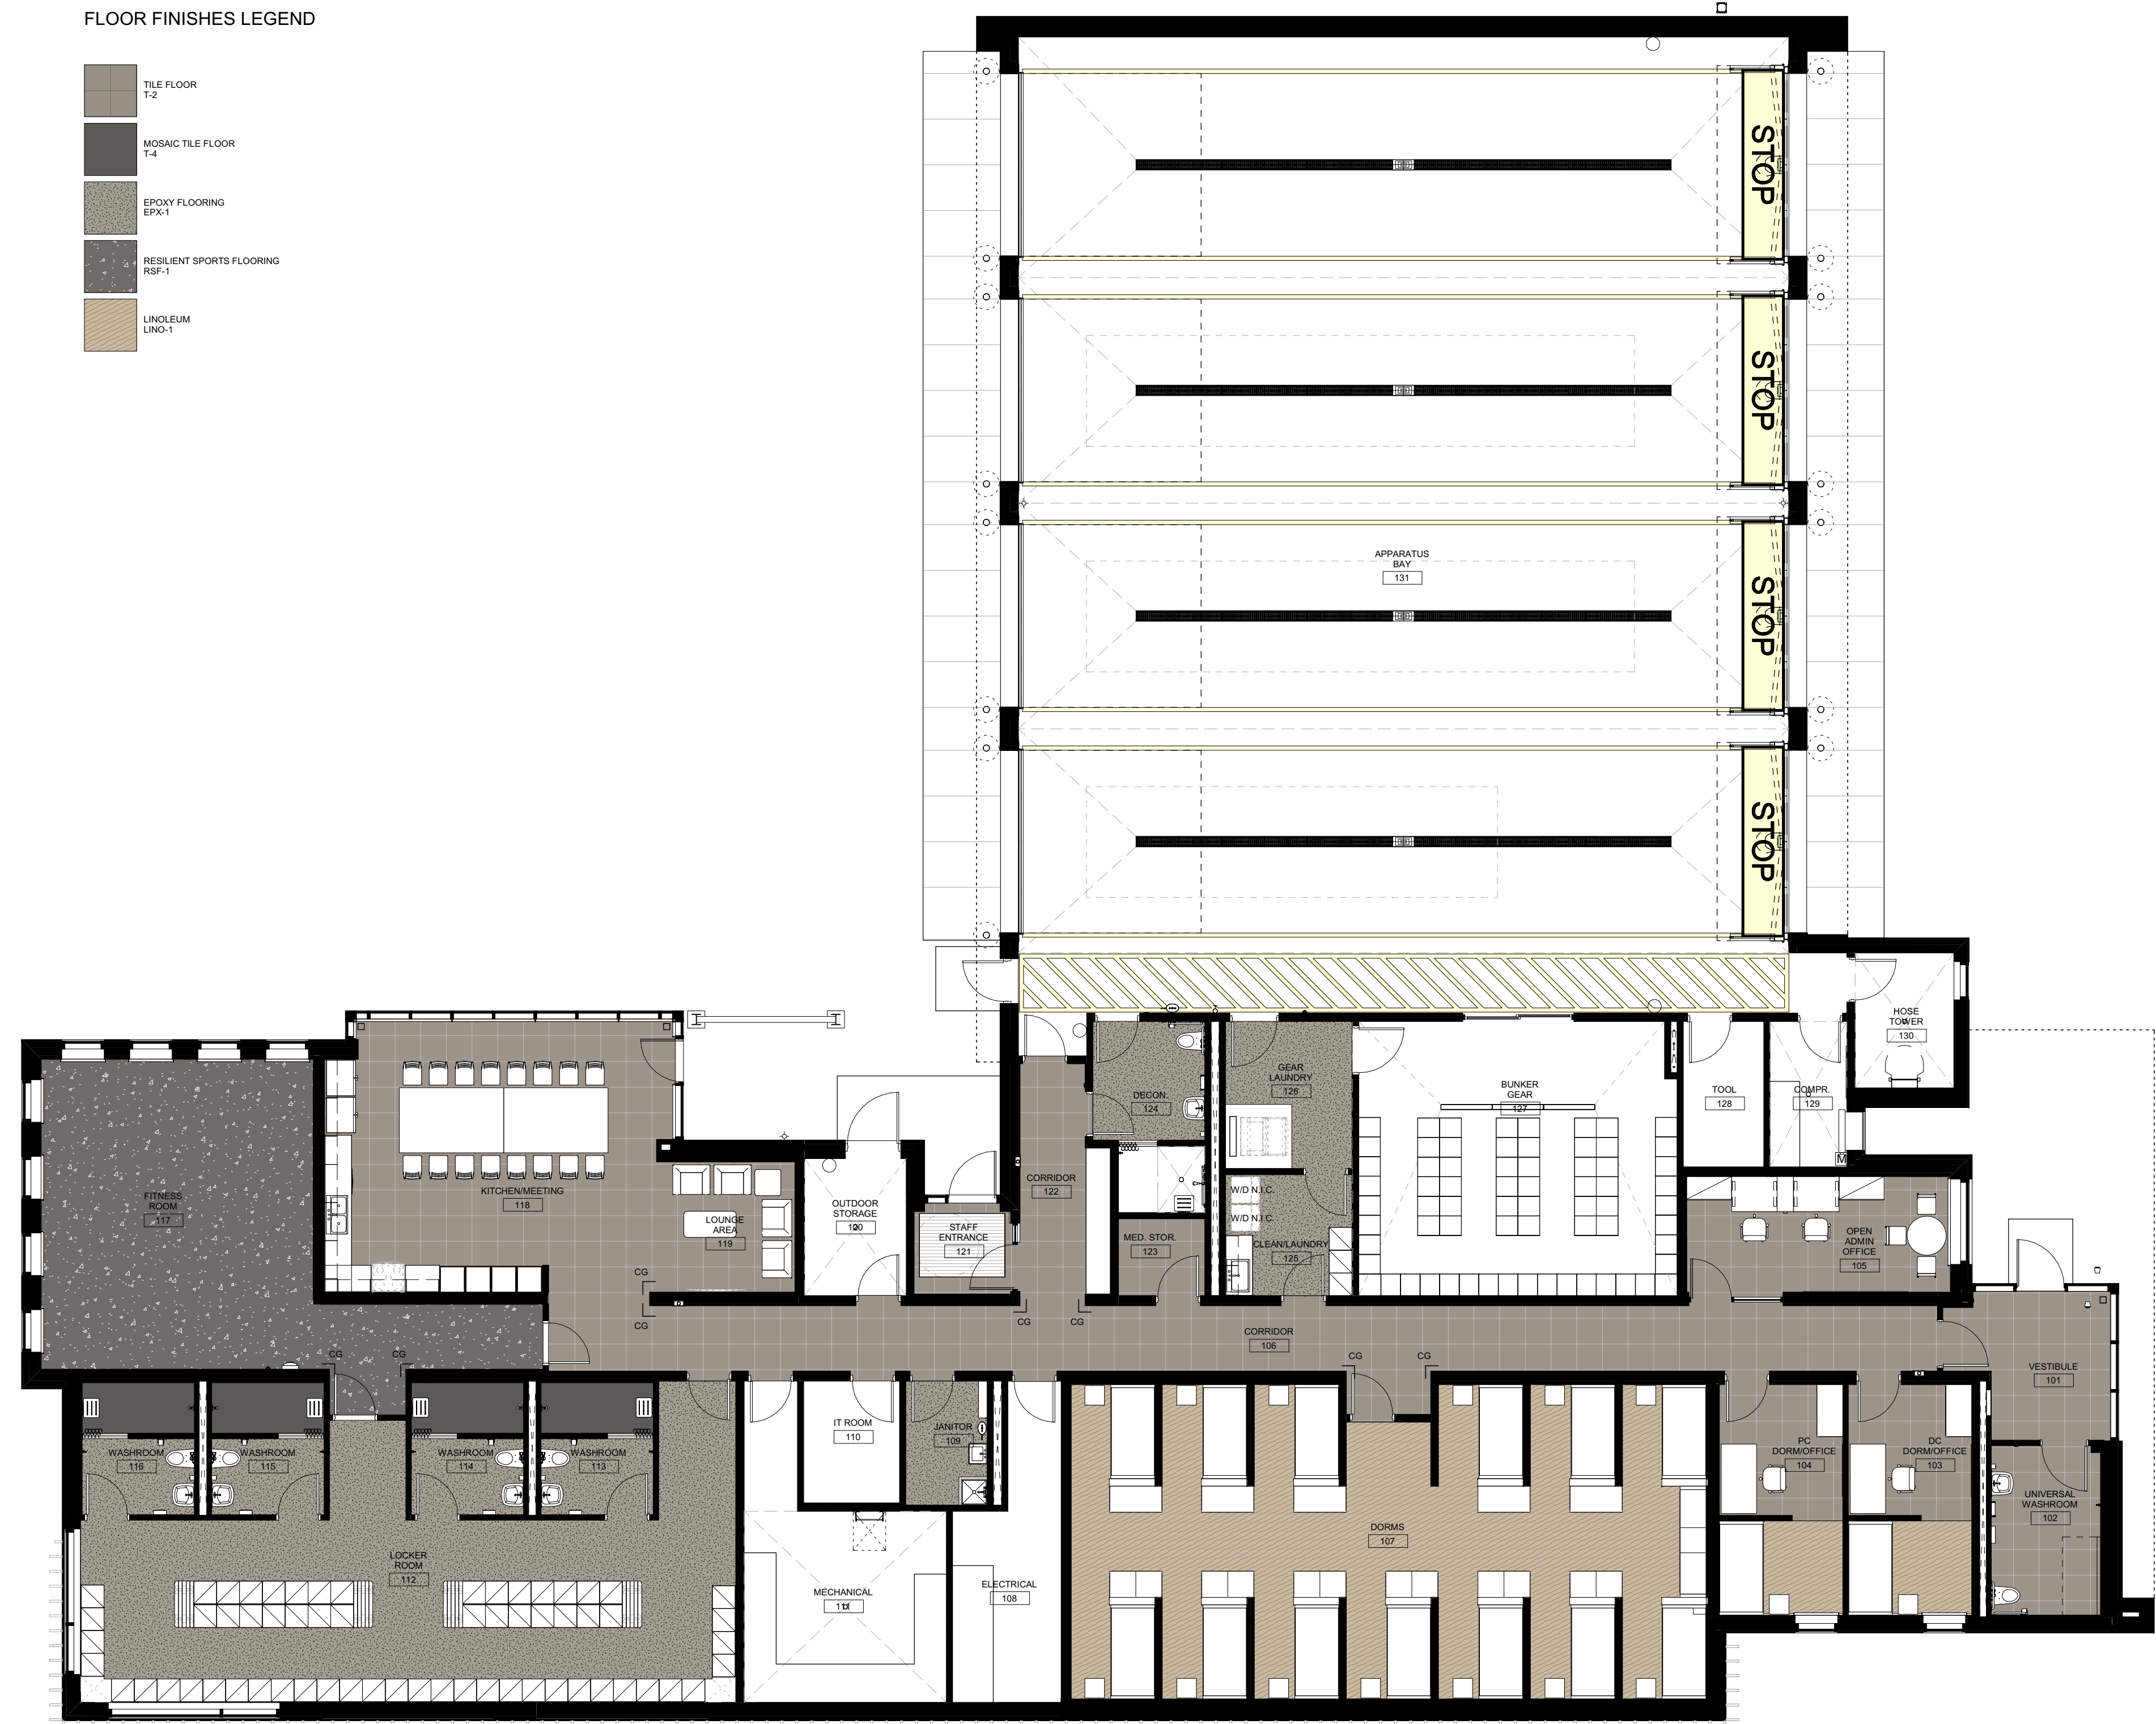 FLOOR FINISHES LEGEND
TILE FLOOR
T-2
MOSAIC TILE FLOOR
T-4
EPOXY FLOORING
EPX-1
RESILIENT SPORTS FLOORING
RSF-1
LINOLEUM
LINO-1
STOP
STOP
STOP
STOP
APPARATUS
BAY
131
HOSE
TOWER
130
GEAR
LAUNDRY
126
DECON.
124
BUNKER
GEAR
127
TOOL
128
COMPR.
129
M
FITNESS
ROOM
117
KITCHEN/MEETING
118
LOUNGE
AREA
119
OUTDOOR
STORAGE
120
STAFF
ENTRANCE
121
CORRIDOR
122
MED. STOR.
123
W/D N.I.C.
W/D N.I.C.
CLEAN/LAUNDRY
125
OPEN
ADMIN
OFFICE
105
CG
CG
CG
CG
CORRIDOR
106
CG
CG
CG
CG
VESTIBULE
101
WASHROOM
116
WASHROOM
115
WASHROOM
114
WASHROOM
113
IT ROOM
110
JANITOR
109
PC
DORM/OFFICE
104
DC
DORM/OFFICE
103
UNIVERSAL
WASHROOM
102
LOCKER
ROOM
112
MECHANICAL
111
ELECTRICAL
108
DORMS
107